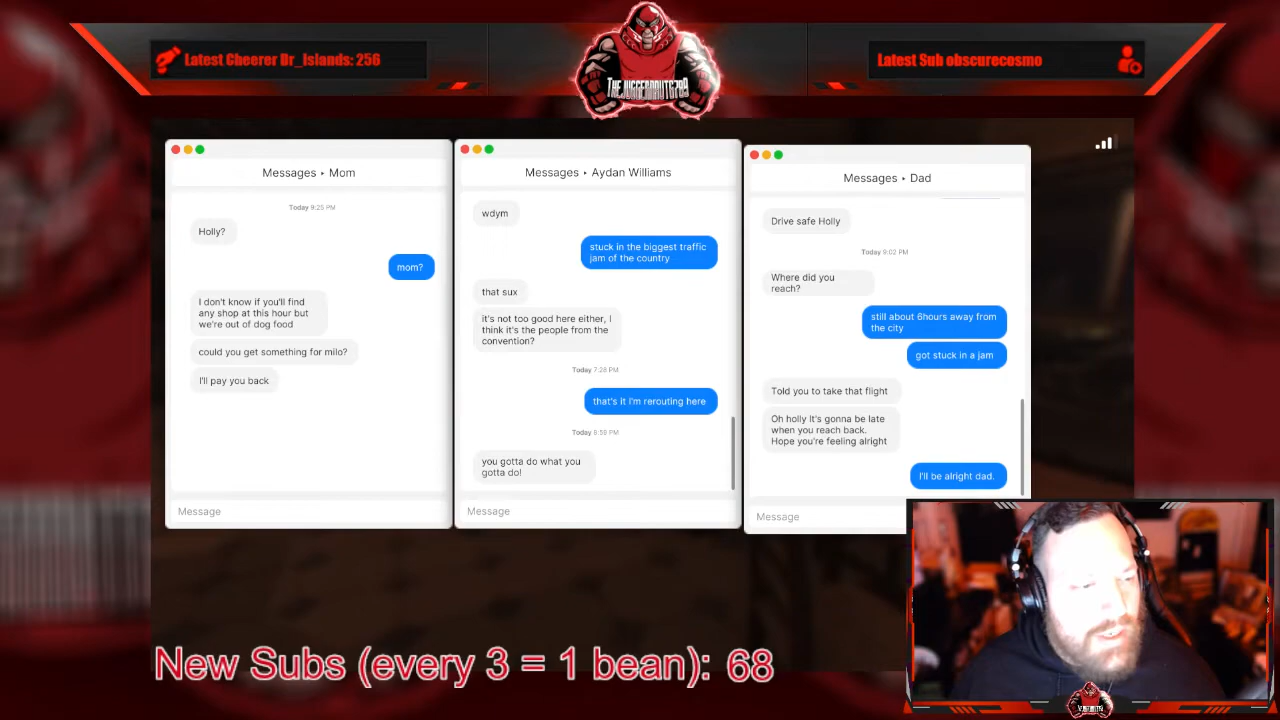 Latest Cheerer Dr_Islands: 256
THEJUGGERNAUT6789
Latest Sub obscurecosmo
Messages ▸ Mom
Today 9:25 PM
Holly?
mom?
I don't know if you'll find
any shop at this hour but
we're out of dog food
could you get something for milo?
I'll pay you back
Message
Messages ▸ Aydan Williams
wdym
stuck in the biggest traffic
jam of the country
that sux
it's not too good here either, I
think it's the people from the
convention?
Today 7:28 PM
that's it I'm rerouting here
Today 8:58 PM
you gotta do what you
gotta do!
Message
Messages ▸ Dad
Drive safe Holly
Today 9:02 PM
Where did you
reach?
still about 6hours away from
the city
got stuck in a jam
Told you to take that flight
Oh holly It's gonna be late
when you reach back.
Hope you're feeling alright
I'll be alright dad.
Message
New Subs (every 3 = 1 bean): 68